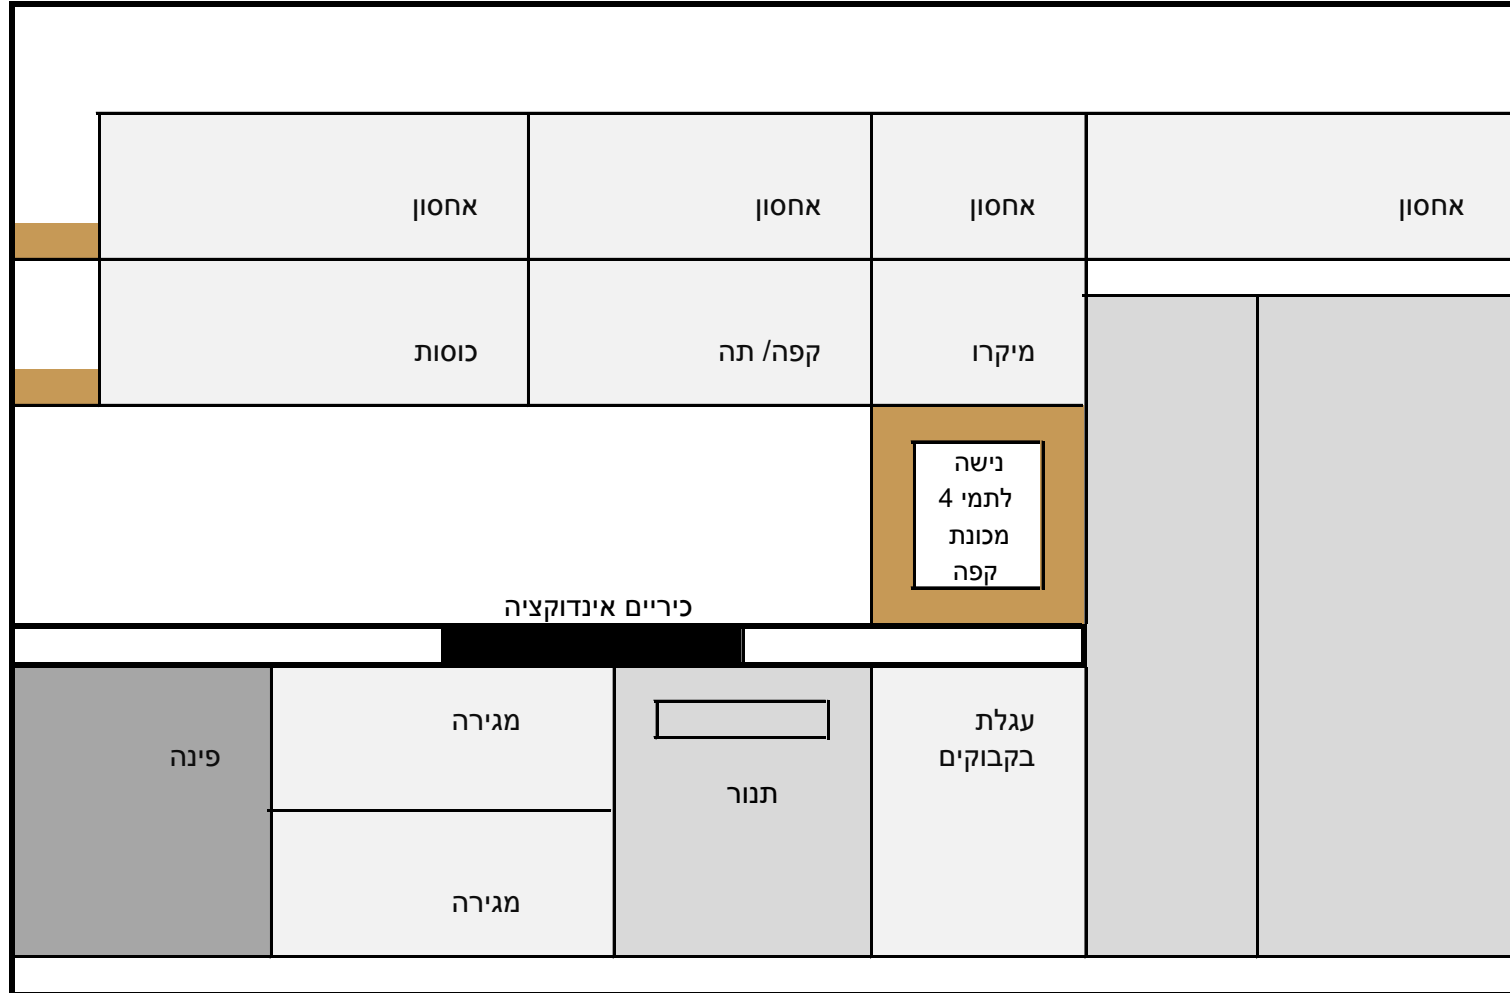 אחסון
אחסון
אחסון
אחסון
מיקרו
קפה/ תה
כוסות
נישה
לתמי 4
מכונת
קפה
כיריים אינדוקציה
עגלת
בקבוקים
תנור
מגירה
מגירה
פינה